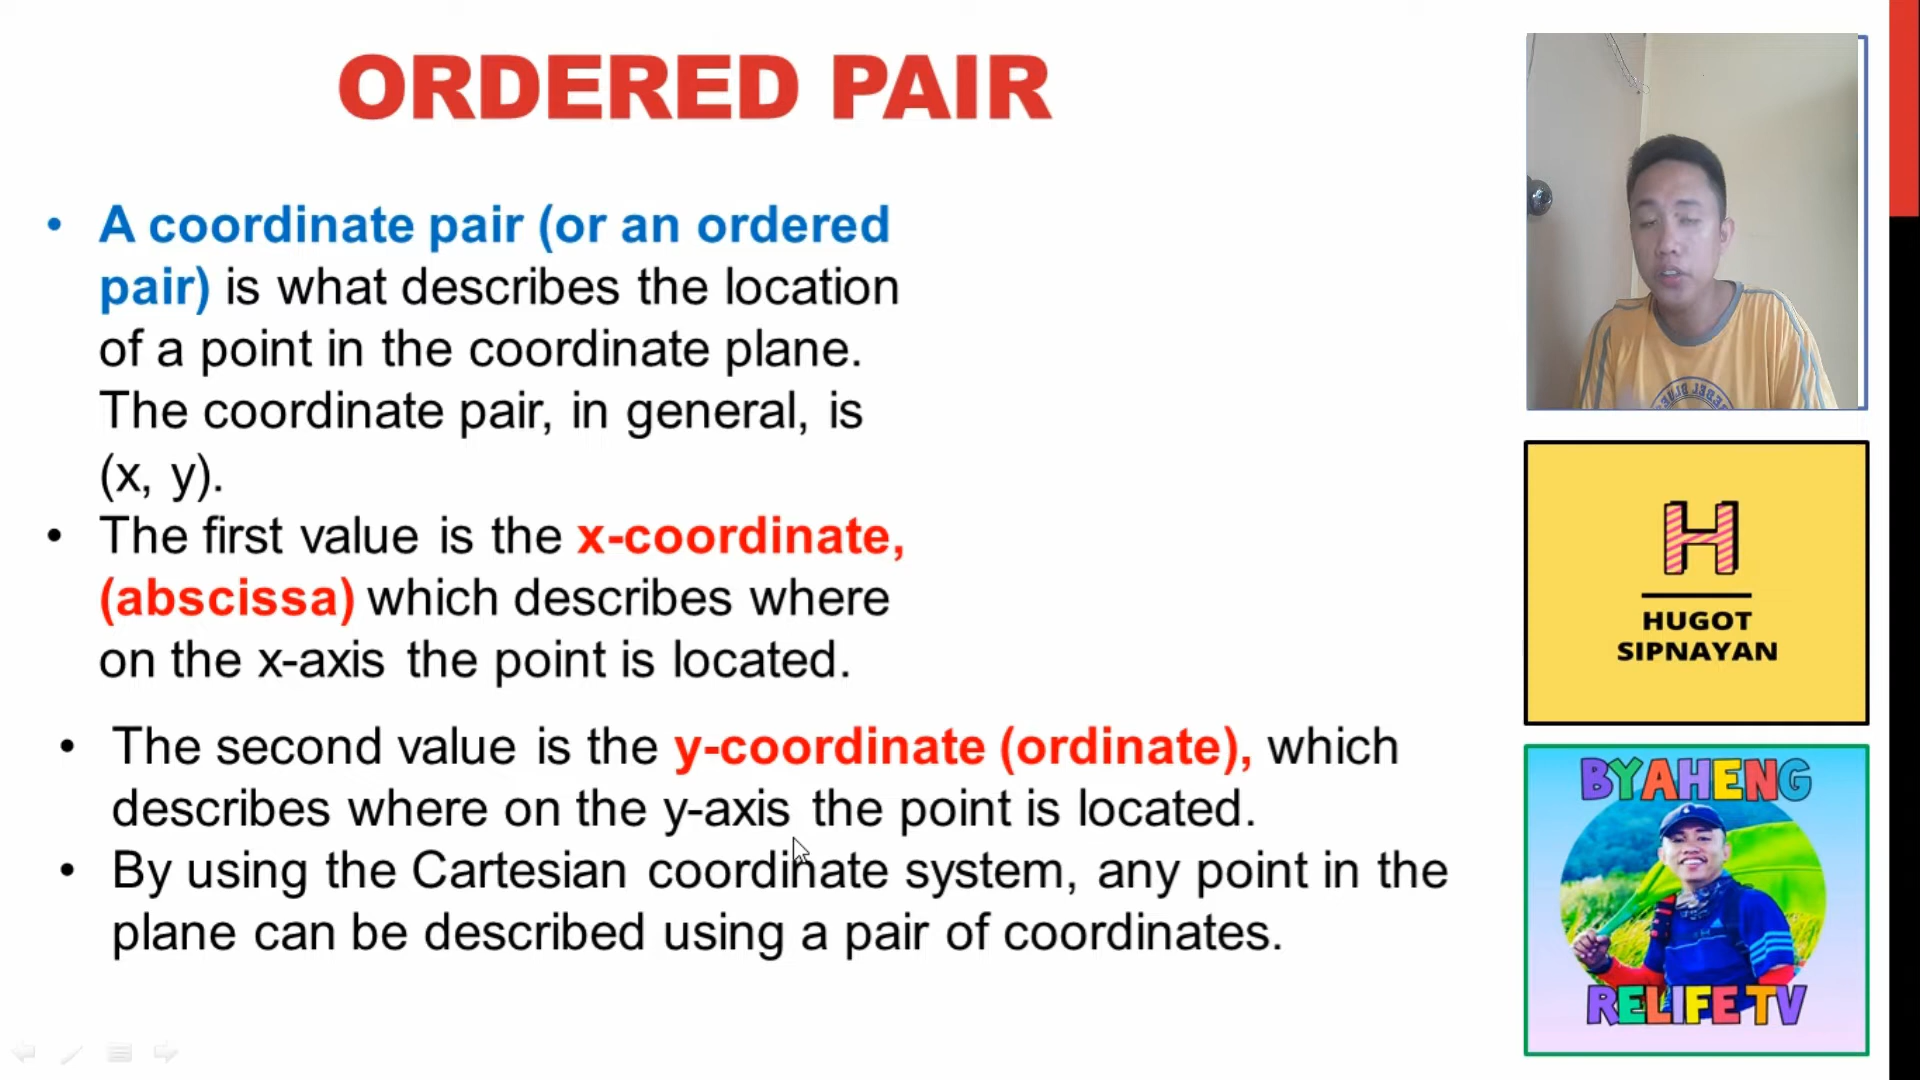 ORDERED PAIR
• A coordinate pair (or an ordered
pair) is what describes the location
of a point in the coordinate plane.
The coordinate pair, in general, is
(x, y).
• The first value is the x-coordinate,
(abscissa) which describes where
on the x-axis the point is located.
• The second value is the y-coordinate (ordinate), which
describes where on the y-axis the point is located.
• By using the Cartesian coordinate system, any point in the
plane can be described using a pair of coordinates.
H
HUGOT
SIPNAYAN
BYAHENG
RELIFE TV